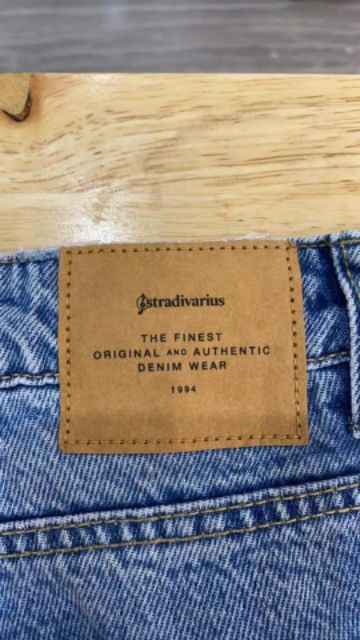 stradivarius
THE FINEST
ORIGINAL AND AUTHENTIC
DENIM WEAR
1994